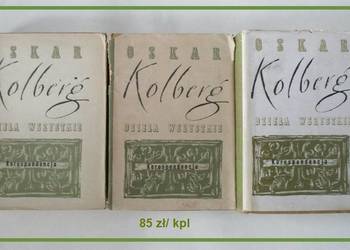 OSKAR
Kolberg
DZIEŁA WSZYSTKIE
Korespondencja
OSKAR
Kolberg
DZIEŁA WSZYSTKIE
Korespondencja
OSKAR
Kolberg
DZIEŁA WSZYSTKIE
Korespondencja
85 zł/ kpl